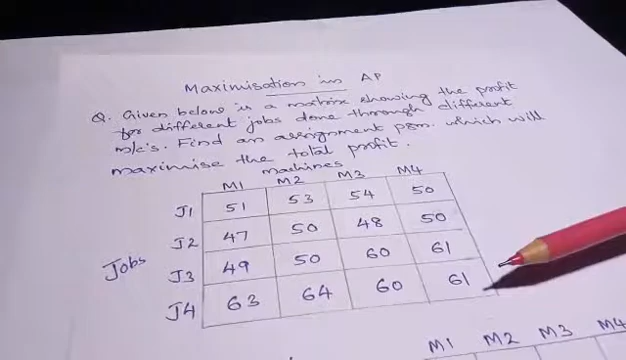 Maximisation in AP
Q. Given below is a matrix showing the profit
for different jobs done through different
m/c's. Find an assignment psm. which will
maximise the total profit.
machines
M1 M2 M3 M4
J1 51 53 54 50
J2 47 50 48 50
Jobs
J3 49 50 60 61
J4 63 64 60 61
M1 M2 M3 M4